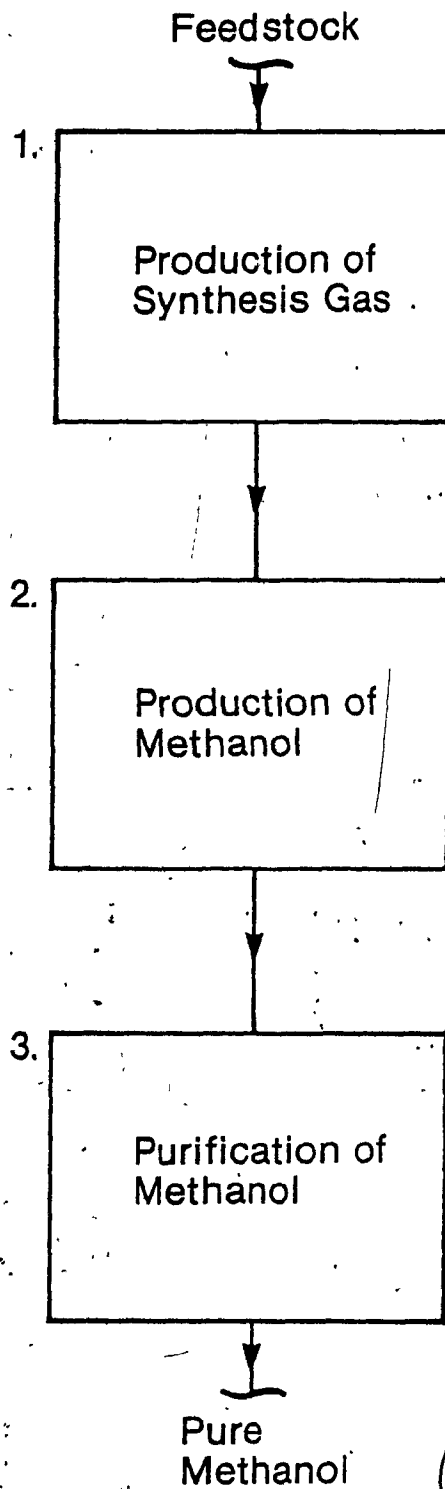 Feedstock
1.
Production of
Synthesis Gas
2.
Production of
Methanol
3.
Purification of
Methanol
Pure
Methanol